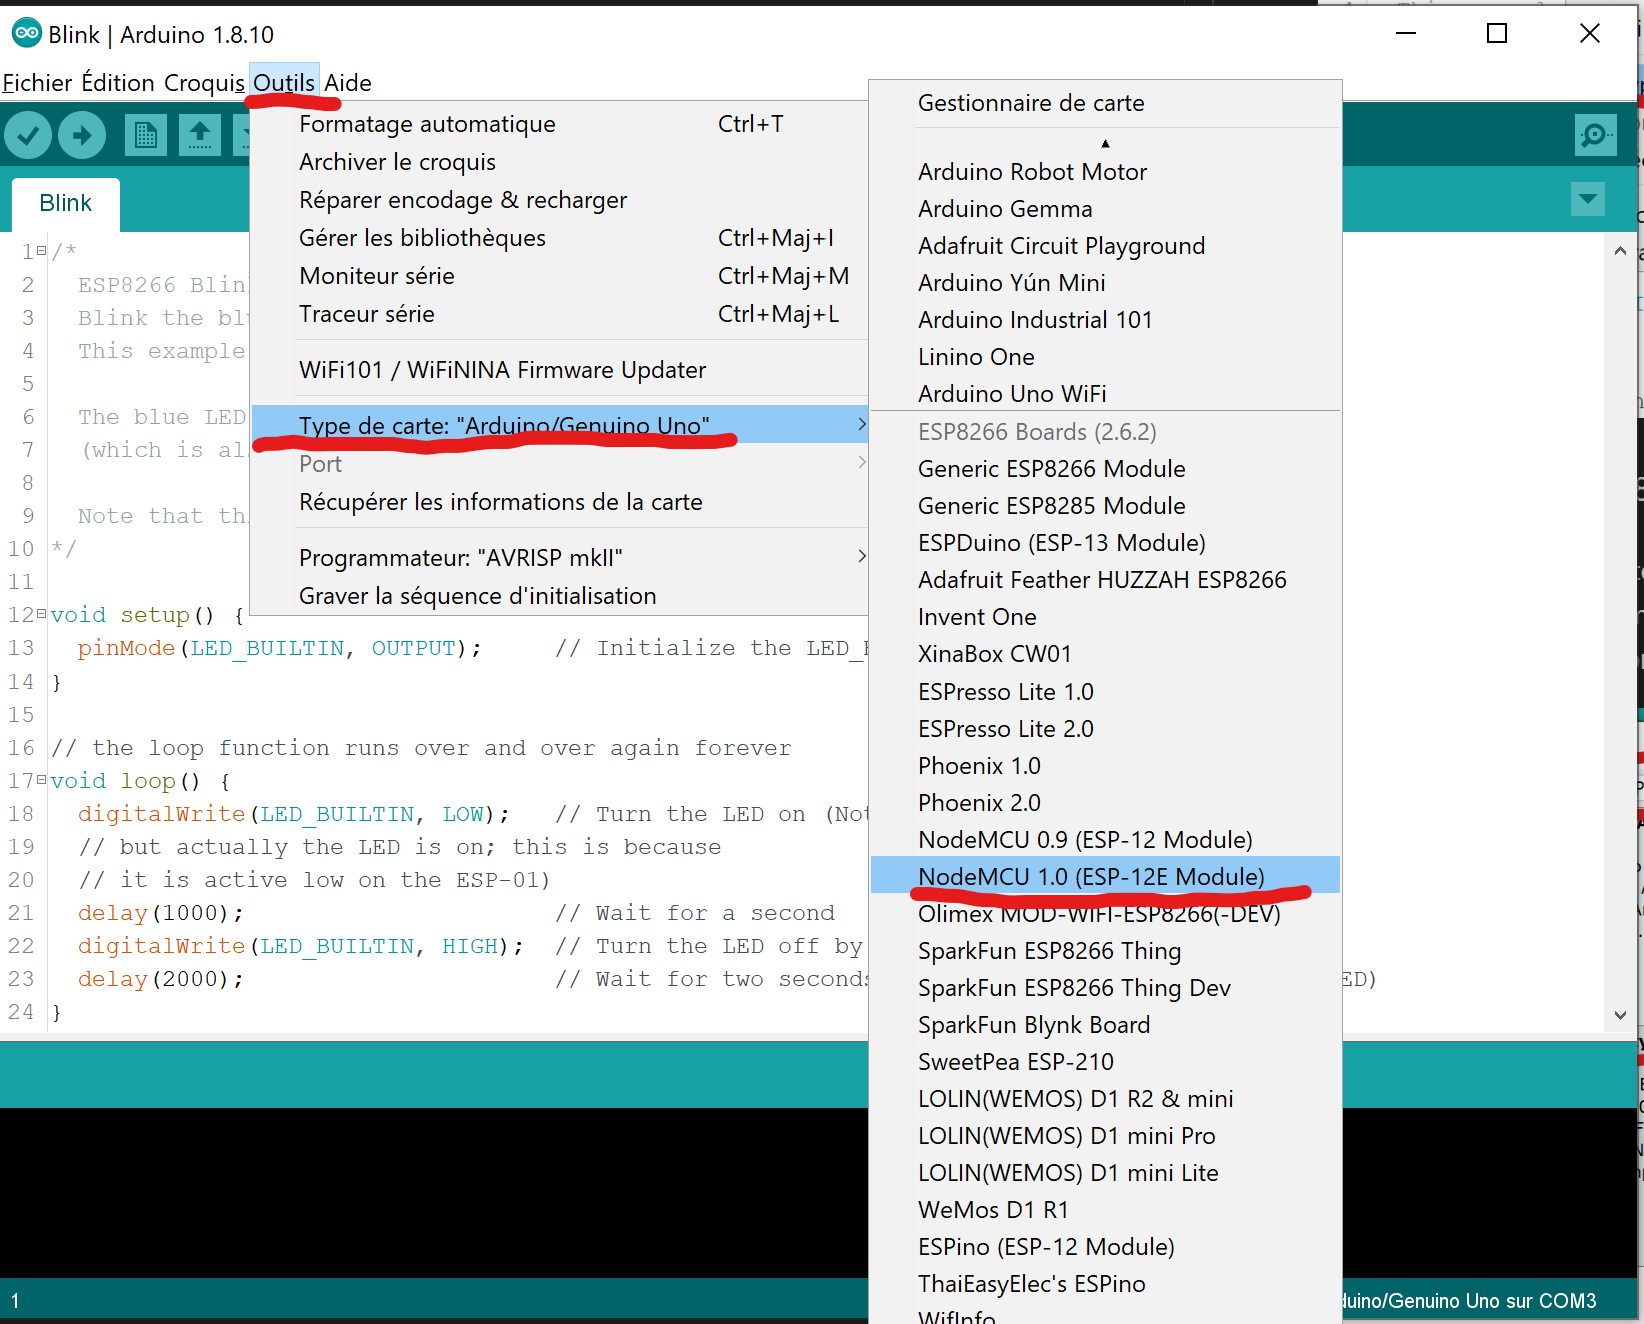 Blink | Arduino 1.8.10
Fichier Édition Croquis Outils Aide
Blink
Formatage automatique Ctrl+T
Archiver le croquis
Réparer encodage & recharger
Gérer les bibliothèques Ctrl+Maj+I
Moniteur série Ctrl+Maj+M
Traceur série Ctrl+Maj+L
WiFi101 / WiFiNINA Firmware Updater
Type de carte: "Arduino/Genuino Uno"
Port
Récupérer les informations de la carte
Programmateur: "AVRISP mkII"
Graver la séquence d'initialisation
Gestionnaire de carte
Arduino Robot Motor
Arduino Gemma
Adafruit Circuit Playground
Arduino Yún Mini
Arduino Industrial 101
Linino One
Arduino Uno WiFi
ESP8266 Boards (2.6.2)
Generic ESP8266 Module
Generic ESP8285 Module
ESPDuino (ESP-13 Module)
Adafruit Feather HUZZAH ESP8266
Invent One
XinaBox CW01
ESPresso Lite 1.0
ESPresso Lite 2.0
Phoenix 1.0
Phoenix 2.0
NodeMCU 0.9 (ESP-12 Module)
NodeMCU 1.0 (ESP-12E Module)
Olimex MOD-WIFI-ESP8266(-DEV)
SparkFun ESP8266 Thing
SparkFun ESP8266 Thing Dev
SparkFun Blynk Board
SweetPea ESP-210
LOLIN(WEMOS) D1 R2 & mini
LOLIN(WEMOS) D1 mini Pro
LOLIN(WEMOS) D1 mini Lite
WeMos D1 R1
ESPino (ESP-12 Module)
ThaiEasyElec's ESPino
WifInfo
1 /*
2 ESP8266 Blin
3 Blink the bl
4 This example
5
6 The blue LED
7 (which is al
8
9 Note that th
10 */
11
12 void setup() {
13 pinMode(LED_BUILTIN, OUTPUT); // Initialize the LED_
14 }
15
16 // the loop function runs over and over again forever
17 void loop() {
18 digitalWrite(LED_BUILTIN, LOW); // Turn the LED on (No
19 // but actually the LED is on; this is because
20 // it is active low on the ESP-01)
21 delay(1000); // Wait for a second
22 digitalWrite(LED_BUILTIN, HIGH); // Turn the LED off by
23 delay(2000); // Wait for two seconds ED)
24 }
1 duino/Genuino Uno sur COM3